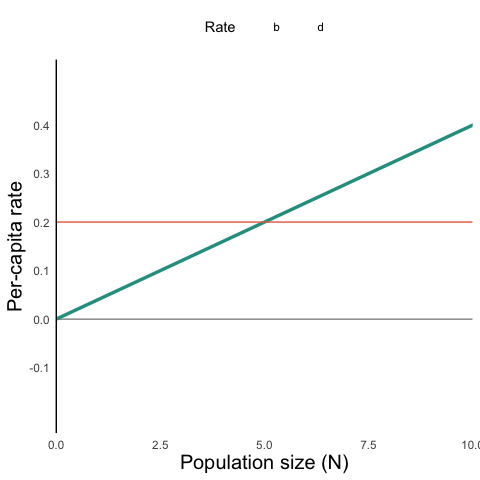 Rate b d
0.4
0.3
0.2
0.1
0.0
-0.1
Per-capita rate
0.0 2.5 5.0 7.5 10.0
Population size (N)